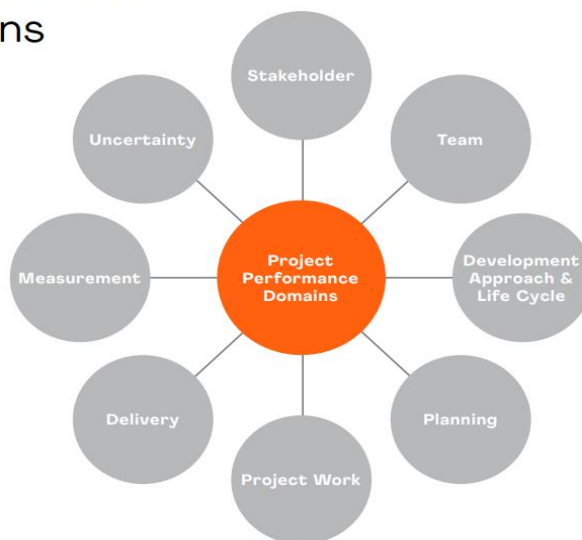 ns
Stakeholder
Uncertainty
Team
Project
Performance
Domains
Measurement
Development
Approach &
Life Cycle
Delivery
Planning
Project Work